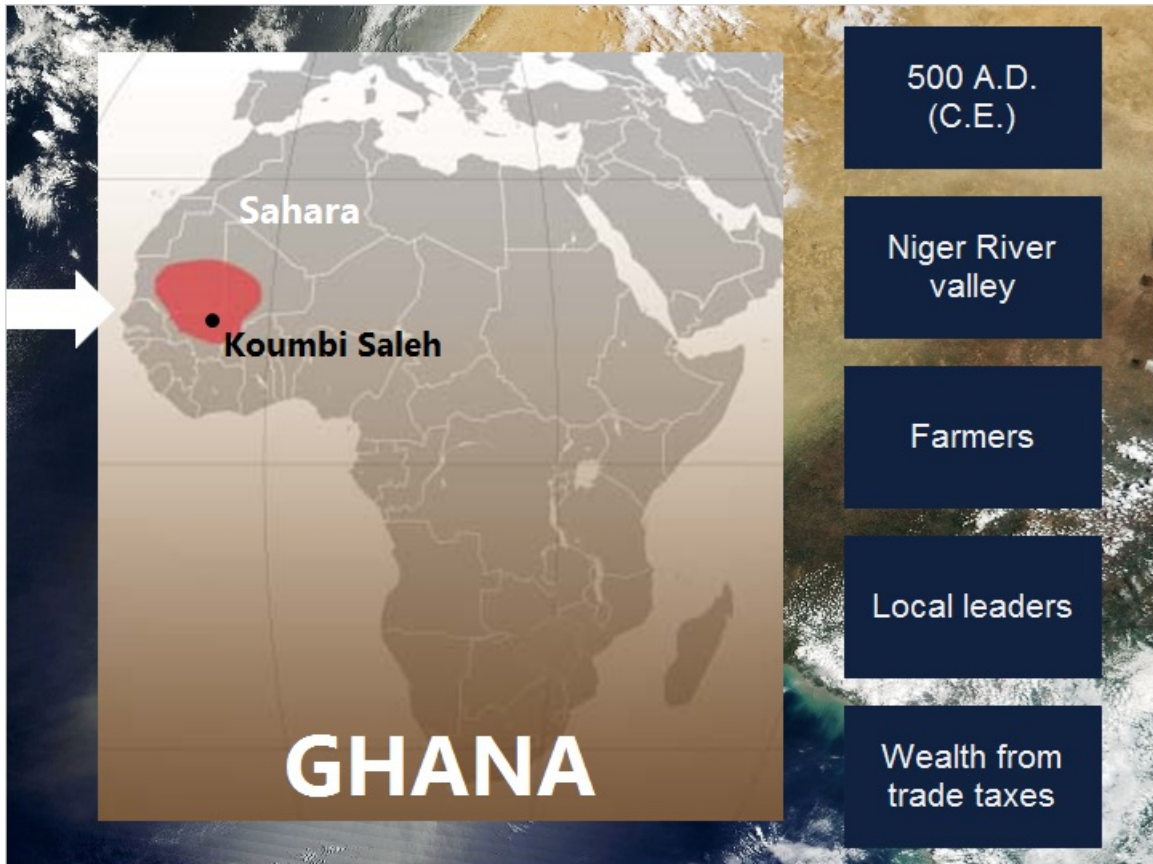 Sahara
Koumbi Saleh
GHANA
500 A.D.
(C.E.)
Niger River
valley
Farmers
Local leaders
Wealth from
trade taxes